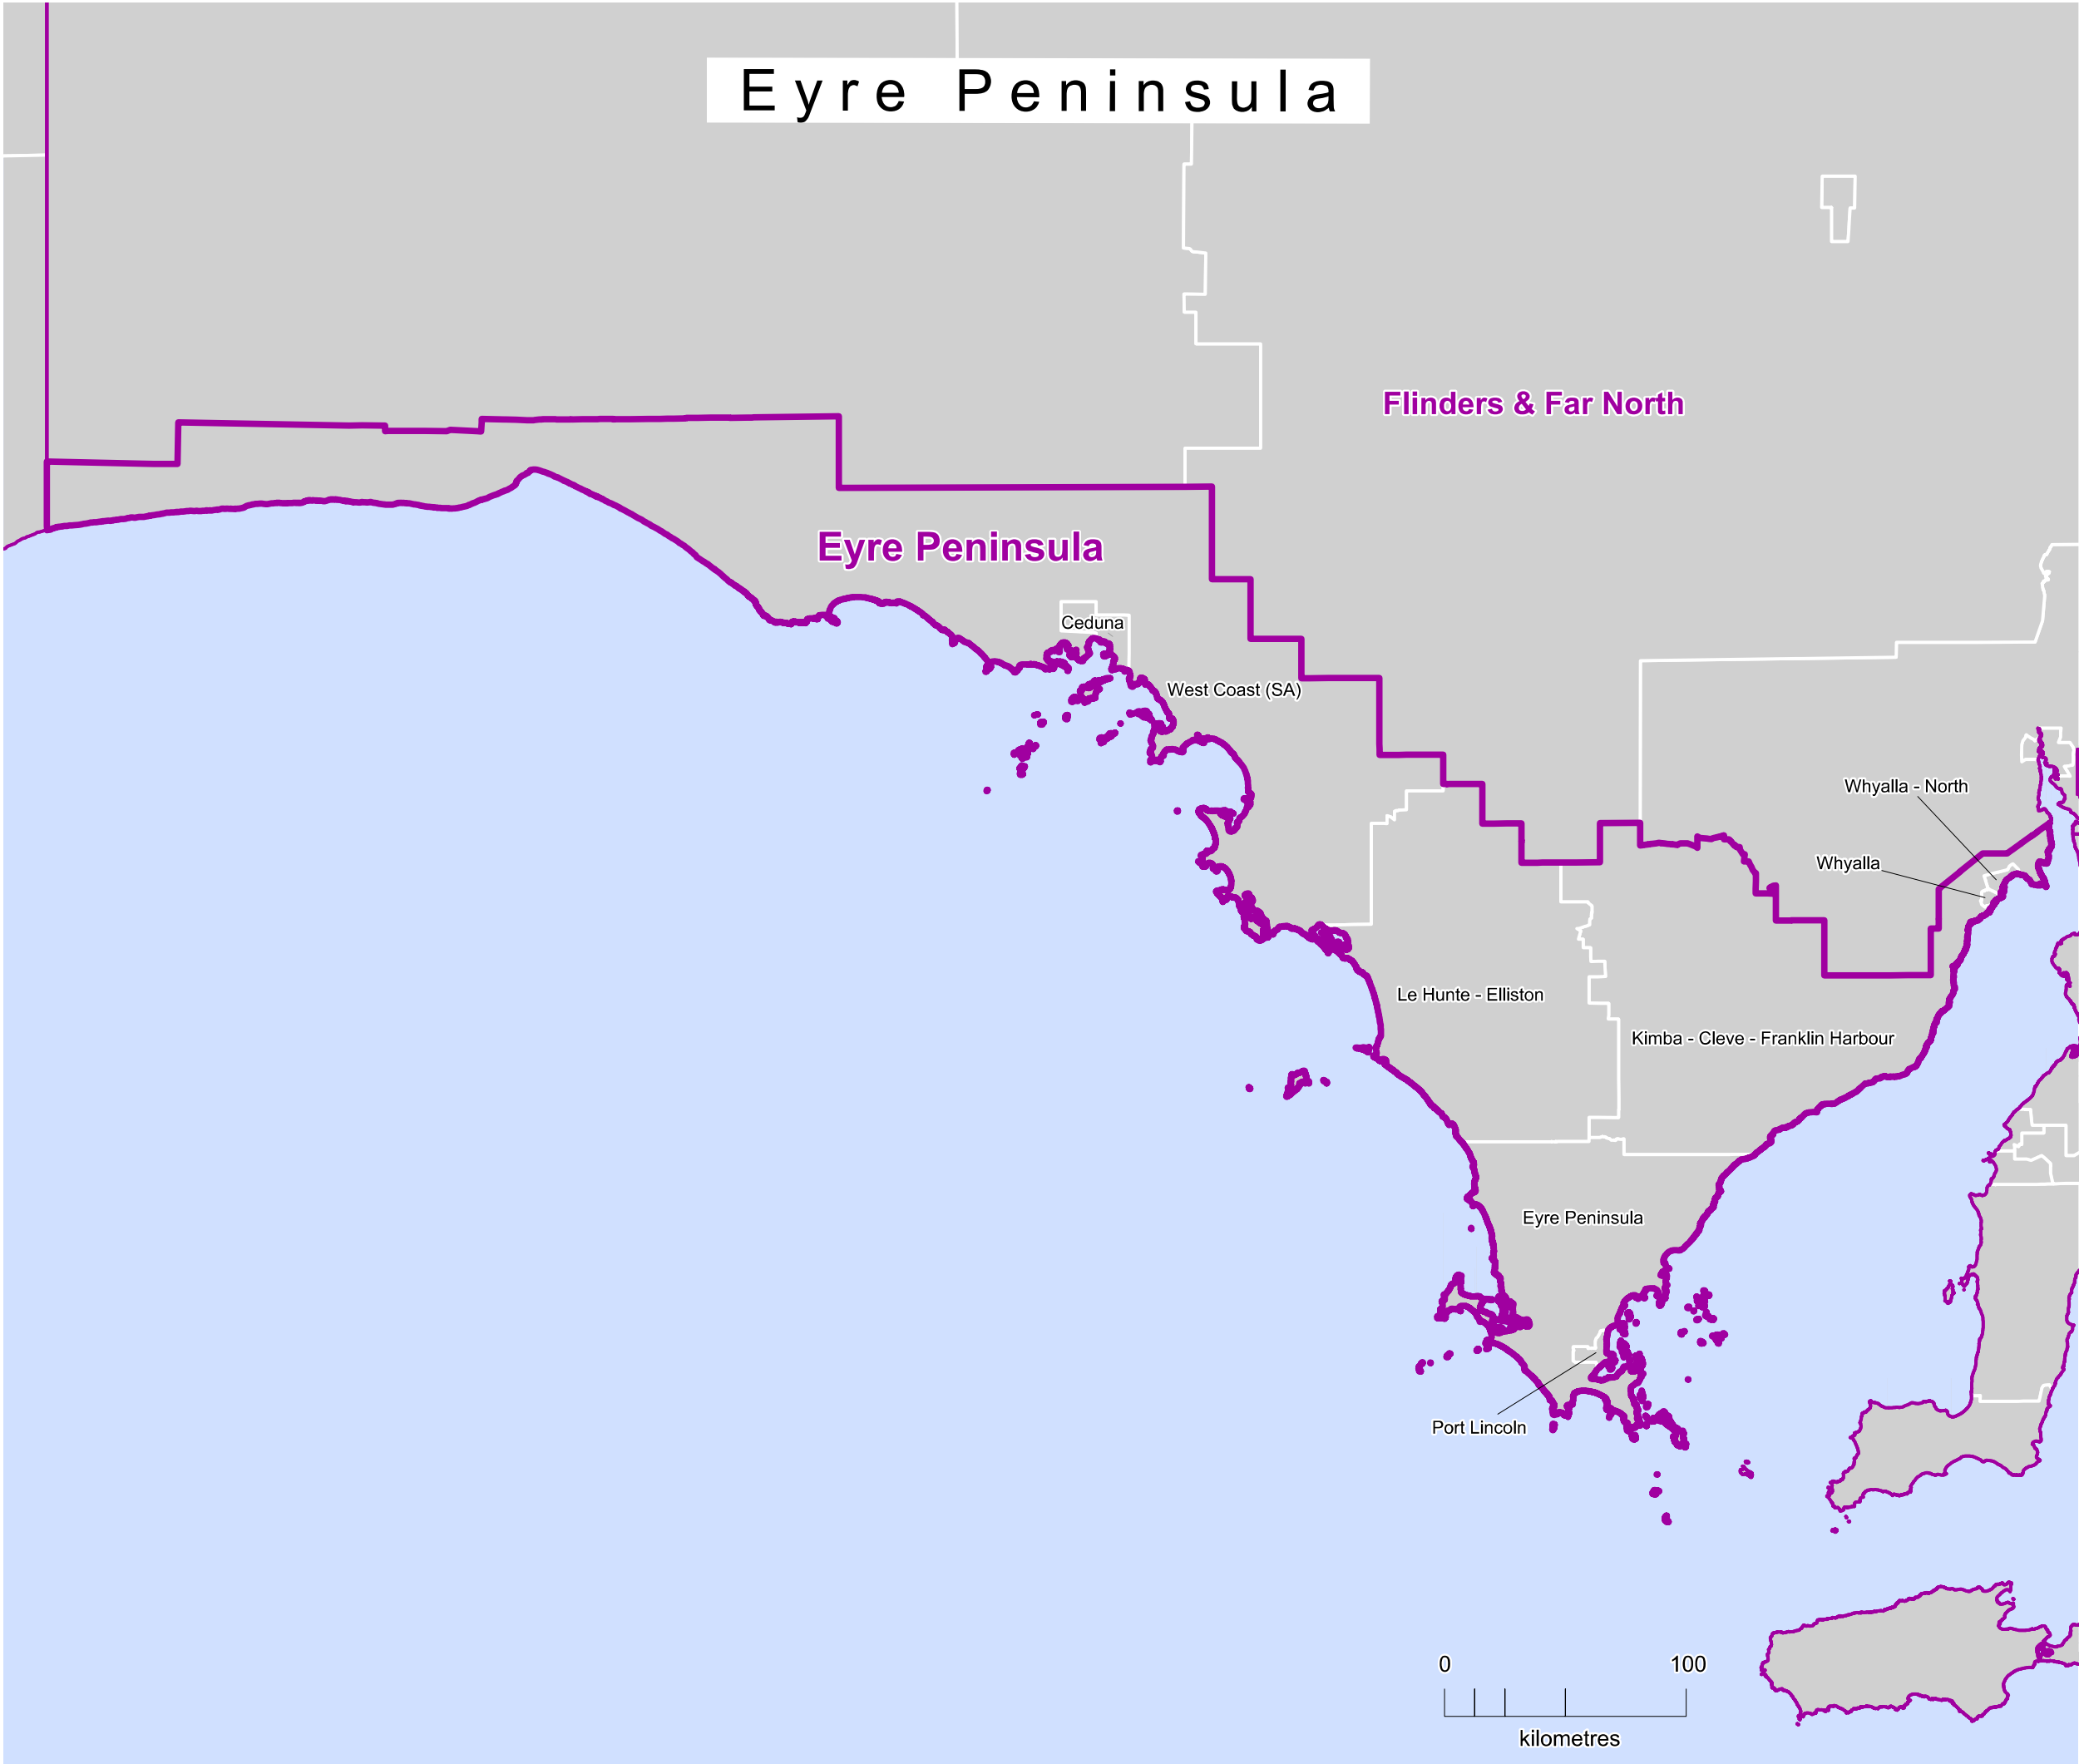 Eyre Peninsula
Flinders & Far North
Eyre Peninsula
Ceduna
West Coast (SA)
Whyalla - North
Whyalla
Le Hunte - Elliston
Kimba - Cleve - Franklin Harbour
Eyre Peninsula
Port Lincoln
0 100
kilometres